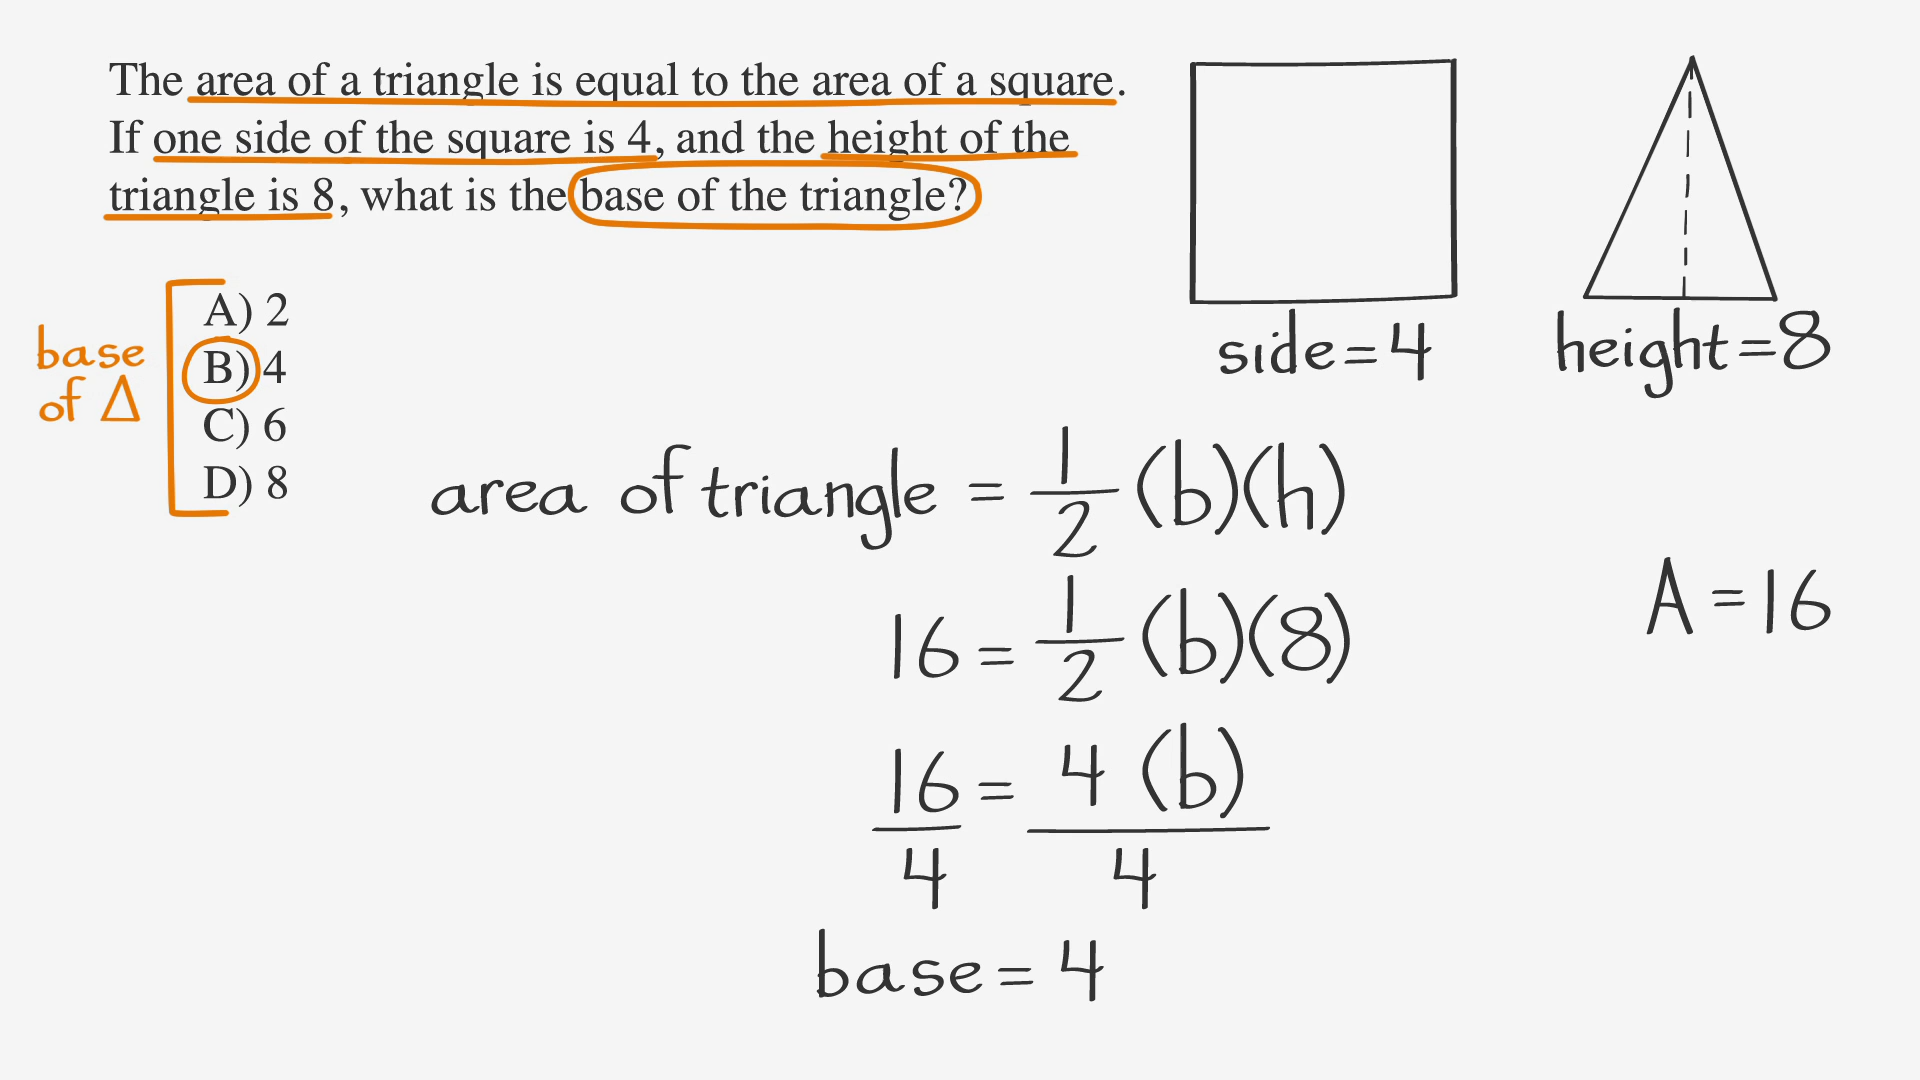 The area of a triangle is equal to the area of a square.
If one side of the square is 4, and the height of the
triangle is 8, what is the base of the triangle?
A) 2
B) 4
C) 6
D) 8
base
of Δ
side = 4
height = 8
area of triangle = 1/2 (b)(h)
A = 16
16 = 1/2 (b)(8)
16 = 4 (b)
4 4
base = 4